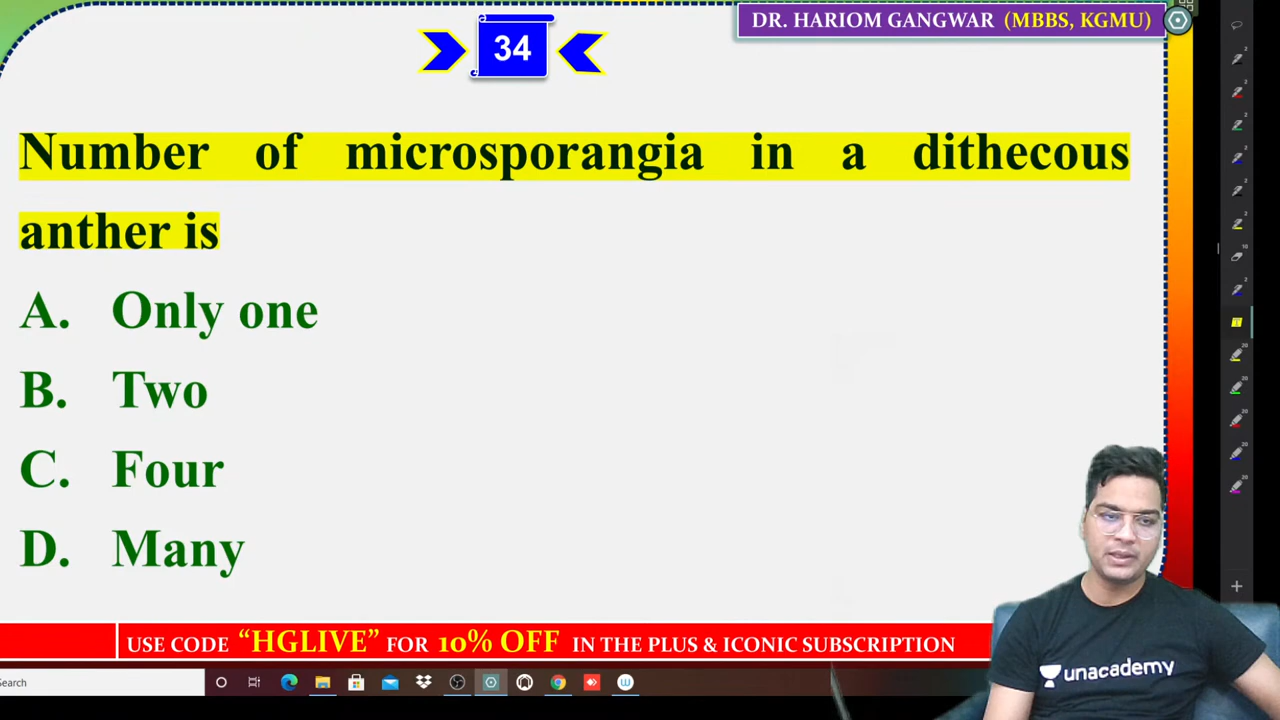 DR. HARIOM GANGWAR (MBBS, KGMU)
34
Number of microsporangia in a dithecous
anther is
A. Only one
B. Two
C. Four
D. Many
unacademy
USE CODE “HGLIVE” FOR 10% OFF IN THE PLUS & ICONIC SUBSCRIPTION
Search